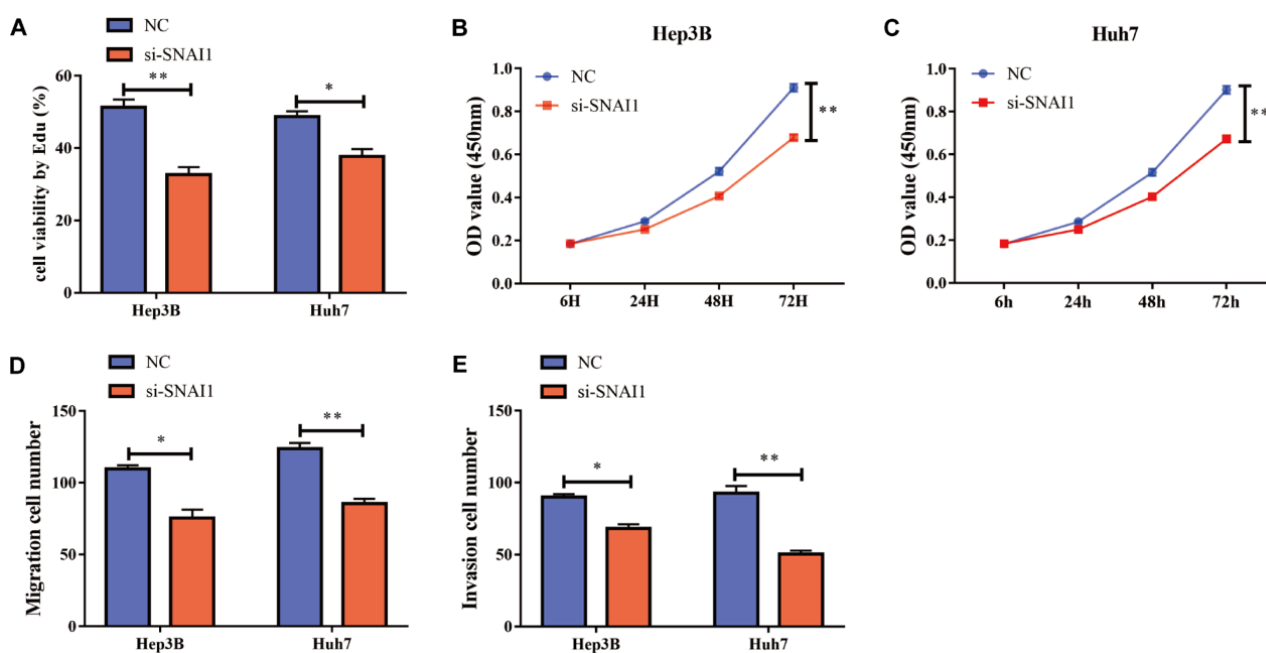 A
NC
si-SNAI1
cell viability by Edu (%)
60
40
20
0
**
*
Hep3B
Huh7
B
Hep3B
NC
si-SNAI1
OD value (450nm)
1.0
0.8
0.6
0.4
0.2
0.0
**
6H
24H
48H
72H
C
Huh7
NC
si-SNAI1
OD value (450nm)
1.0
0.8
0.6
0.4
0.2
0.0
**
6h
24h
48h
72h
D
NC
si-SNAI1
Migration cell number
150
100
50
0
*
**
Hep3B
Huh7
E
NC
si-SNAI1
Invasion cell number
150
100
50
0
*
**
Hep3B
Huh7